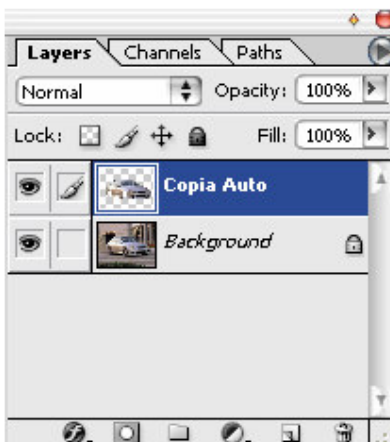 Layers Channels Paths
Normal Opacity: 100%
Lock: Fill: 100%
Copia Auto
Background